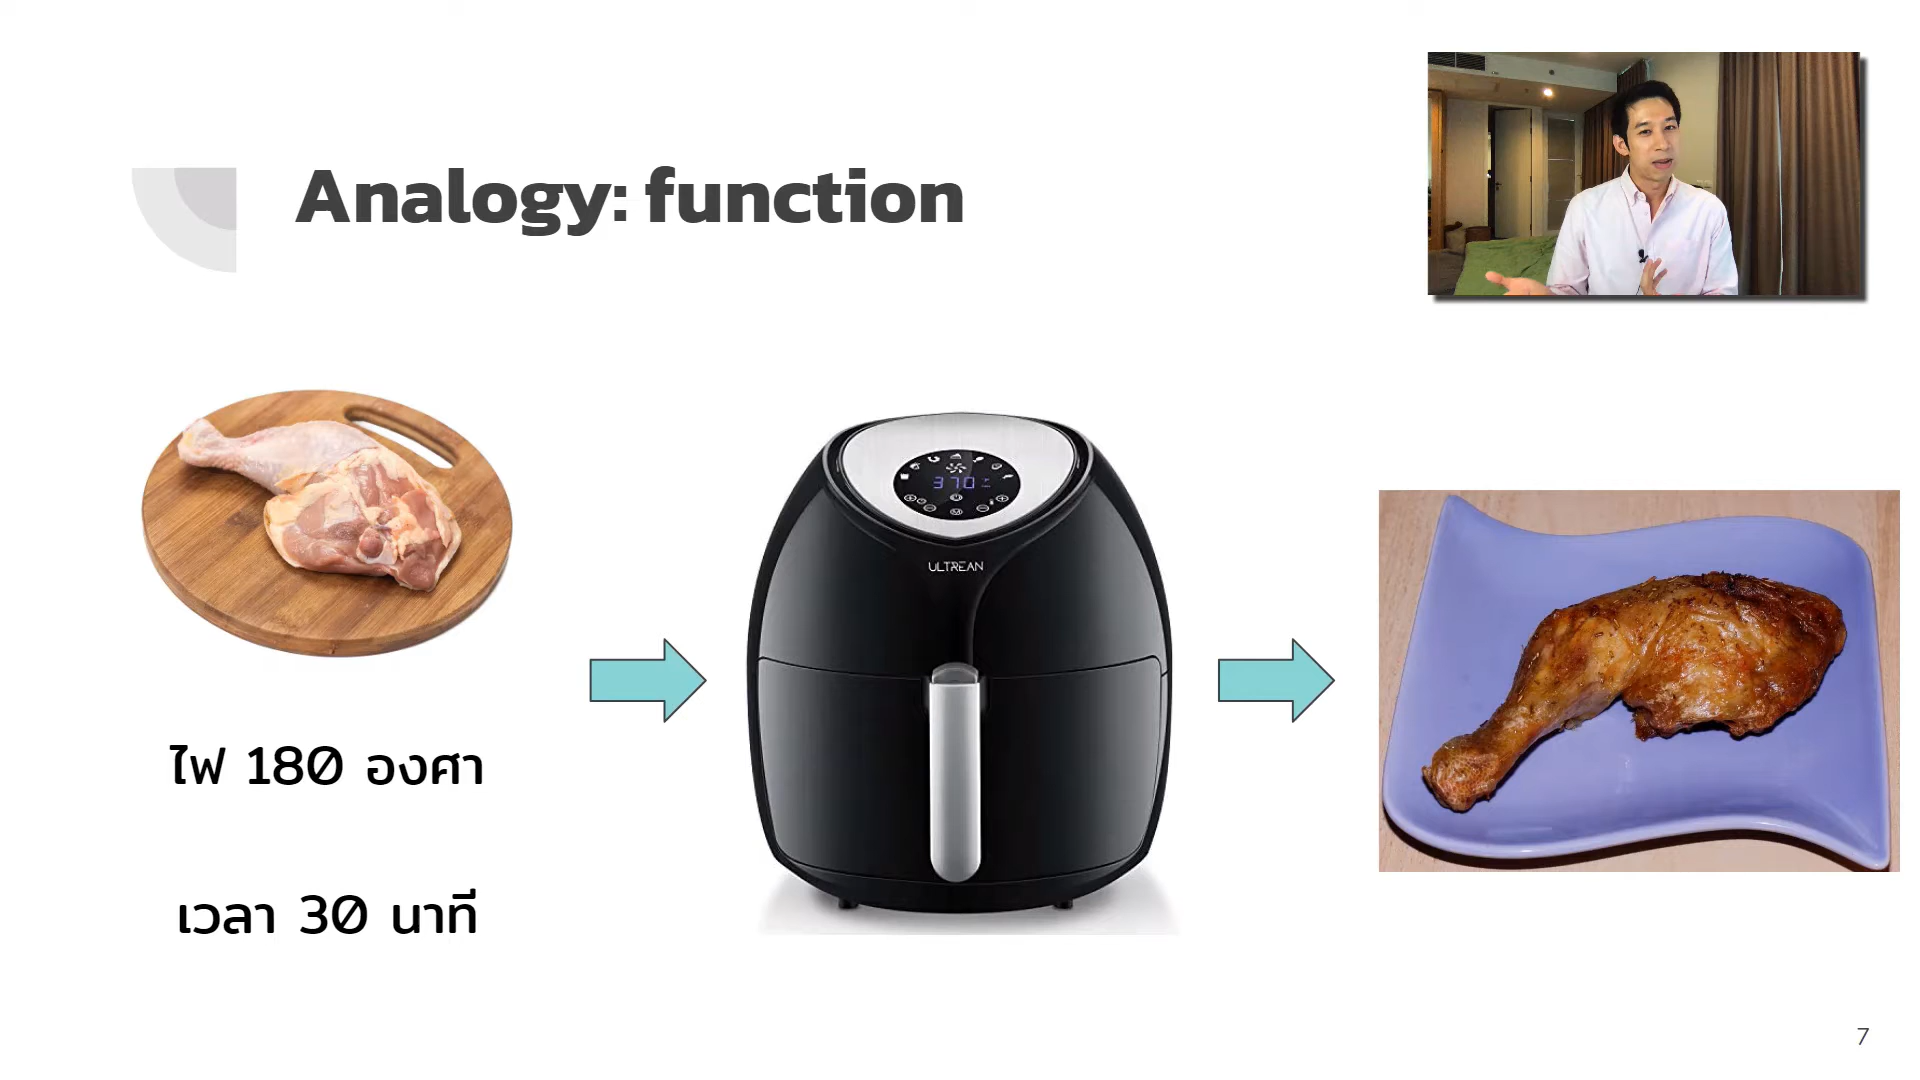 Analogy: function
370
ULTREAN
ไฟ 180 องศา
เวลา 30 นาที
7